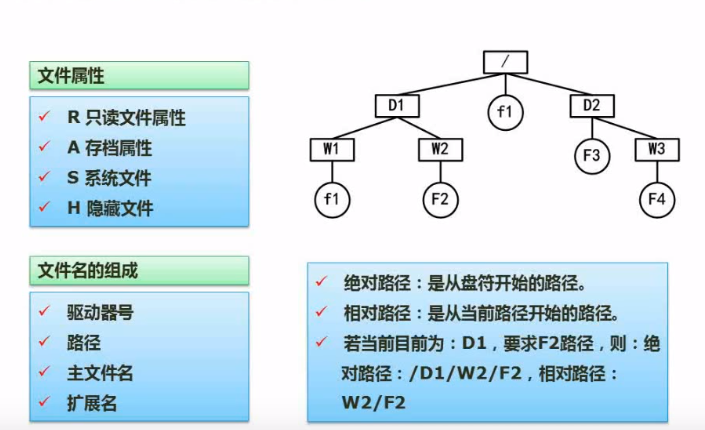 文件属性
R 只读文件属性
A 存档属性
S 系统文件
H 隐藏文件
文件名的组成
驱动器号
路径
主文件名
扩展名
/
D1
f1
D2
W1
W2
F3
W3
f1
F2
F4
绝对路径：是从盘符开始的路径。
相对路径：是从当前路径开始的路径。
若当前目前为：D1，要求F2路径，则：绝
对路径：/D1/W2/F2，相对路径：
W2/F2